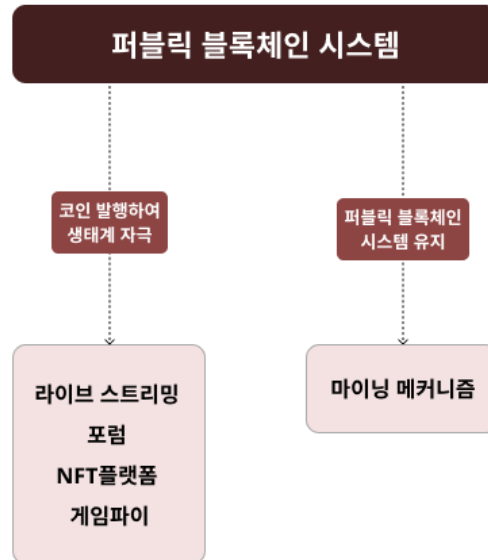 퍼블릭 블록체인 시스템
코인 발행하여
생태계 자극
퍼블릭 블록체인
시스템 유지
라이브 스트리밍
포럼
NFT플랫폼
게임파이
마이닝 메커니즘